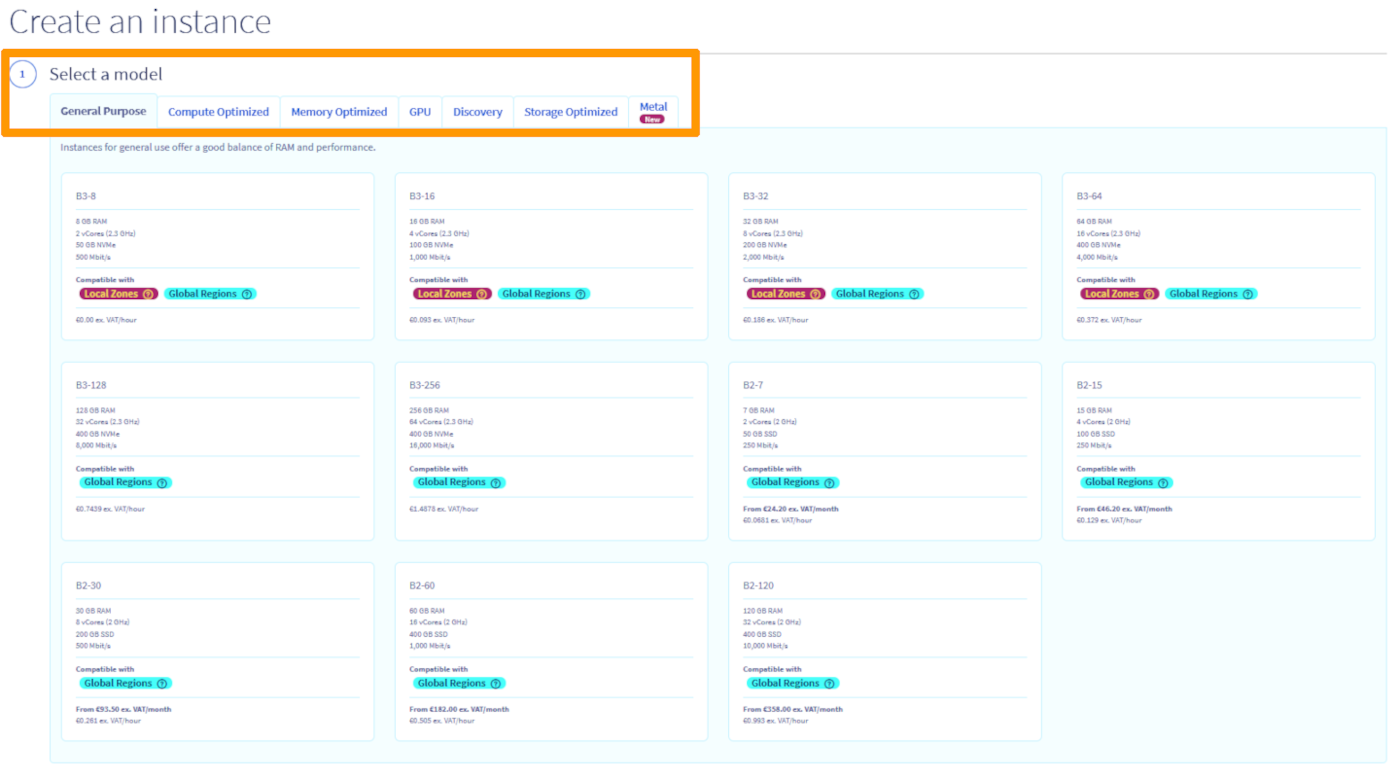 Create an instance
1 Select a model
General Purpose Compute Optimized Memory Optimized GPU Discovery Storage Optimized Metal New
Instances for general use offer a good balance of RAM and performance.
B3-8
8 GB RAM
2 vCores (2.3 GHz)
50 GB NVMe
500 Mbit/s
Compatible with
Local Zones ? Global Regions ?
€0.00 ex. VAT/hour
B3-16
16 GB RAM
4 vCores (2.3 GHz)
100 GB NVMe
1,000 Mbit/s
Compatible with
Local Zones ? Global Regions ?
€0.093 ex. VAT/hour
B3-32
32 GB RAM
8 vCores (2.3 GHz)
200 GB NVMe
2,000 Mbit/s
Compatible with
Local Zones ? Global Regions ?
€0.186 ex. VAT/hour
B3-64
64 GB RAM
16 vCores (2.3 GHz)
400 GB NVMe
4,000 Mbit/s
Compatible with
Local Zones ? Global Regions ?
€0.372 ex. VAT/hour
B3-128
128 GB RAM
32 vCores (2.3 GHz)
400 GB NVMe
8,000 Mbit/s
Compatible with
Global Regions ?
€0.7439 ex. VAT/hour
B3-256
256 GB RAM
64 vCores (2.3 GHz)
400 GB NVMe
16,000 Mbit/s
Compatible with
Global Regions ?
€1.4878 ex. VAT/hour
B2-7
7 GB RAM
2 vCores (2 GHz)
50 GB SSD
250 Mbit/s
Compatible with
Global Regions ?
From €24.20 ex. VAT/month
€0.0681 ex. VAT/hour
B2-15
15 GB RAM
4 vCores (2 GHz)
100 GB SSD
250 Mbit/s
Compatible with
Global Regions ?
From €46.20 ex. VAT/month
€0.129 ex. VAT/hour
B2-30
30 GB RAM
8 vCores (2 GHz)
200 GB SSD
500 Mbit/s
Compatible with
Global Regions ?
From €93.50 ex. VAT/month
€0.261 ex. VAT/hour
B2-60
60 GB RAM
16 vCores (2 GHz)
400 GB SSD
1,000 Mbit/s
Compatible with
Global Regions ?
From €182.00 ex. VAT/month
€0.505 ex. VAT/hour
B2-120
120 GB RAM
32 vCores (2 GHz)
400 GB SSD
10,000 Mbit/s
Compatible with
Global Regions ?
From €358.00 ex. VAT/month
€0.993 ex. VAT/hour